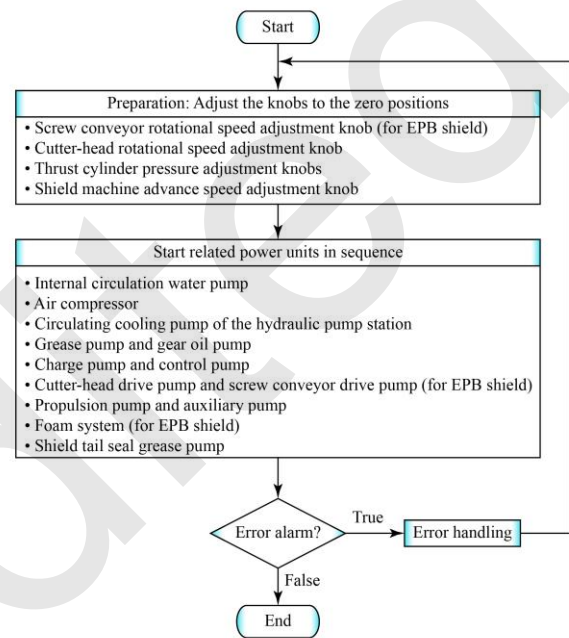 Start
Preparation: Adjust the knobs to the zero positions
• Screw conveyor rotational speed adjustment knob (for EPB shield)
• Cutter-head rotational speed adjustment knob
• Thrust cylinder pressure adjustment knobs
• Shield machine advance speed adjustment knob
Start related power units in sequence
• Internal circulation water pump
• Air compressor
• Circulating cooling pump of the hydraulic pump station
• Grease pump and gear oil pump
• Charge pump and control pump
• Cutter-head drive pump and screw conveyor drive pump (for EPB shield)
• Propulsion pump and auxiliary pump
• Foam system (for EPB shield)
• Shield tail seal grease pump
Error alarm?
True
Error handling
False
End